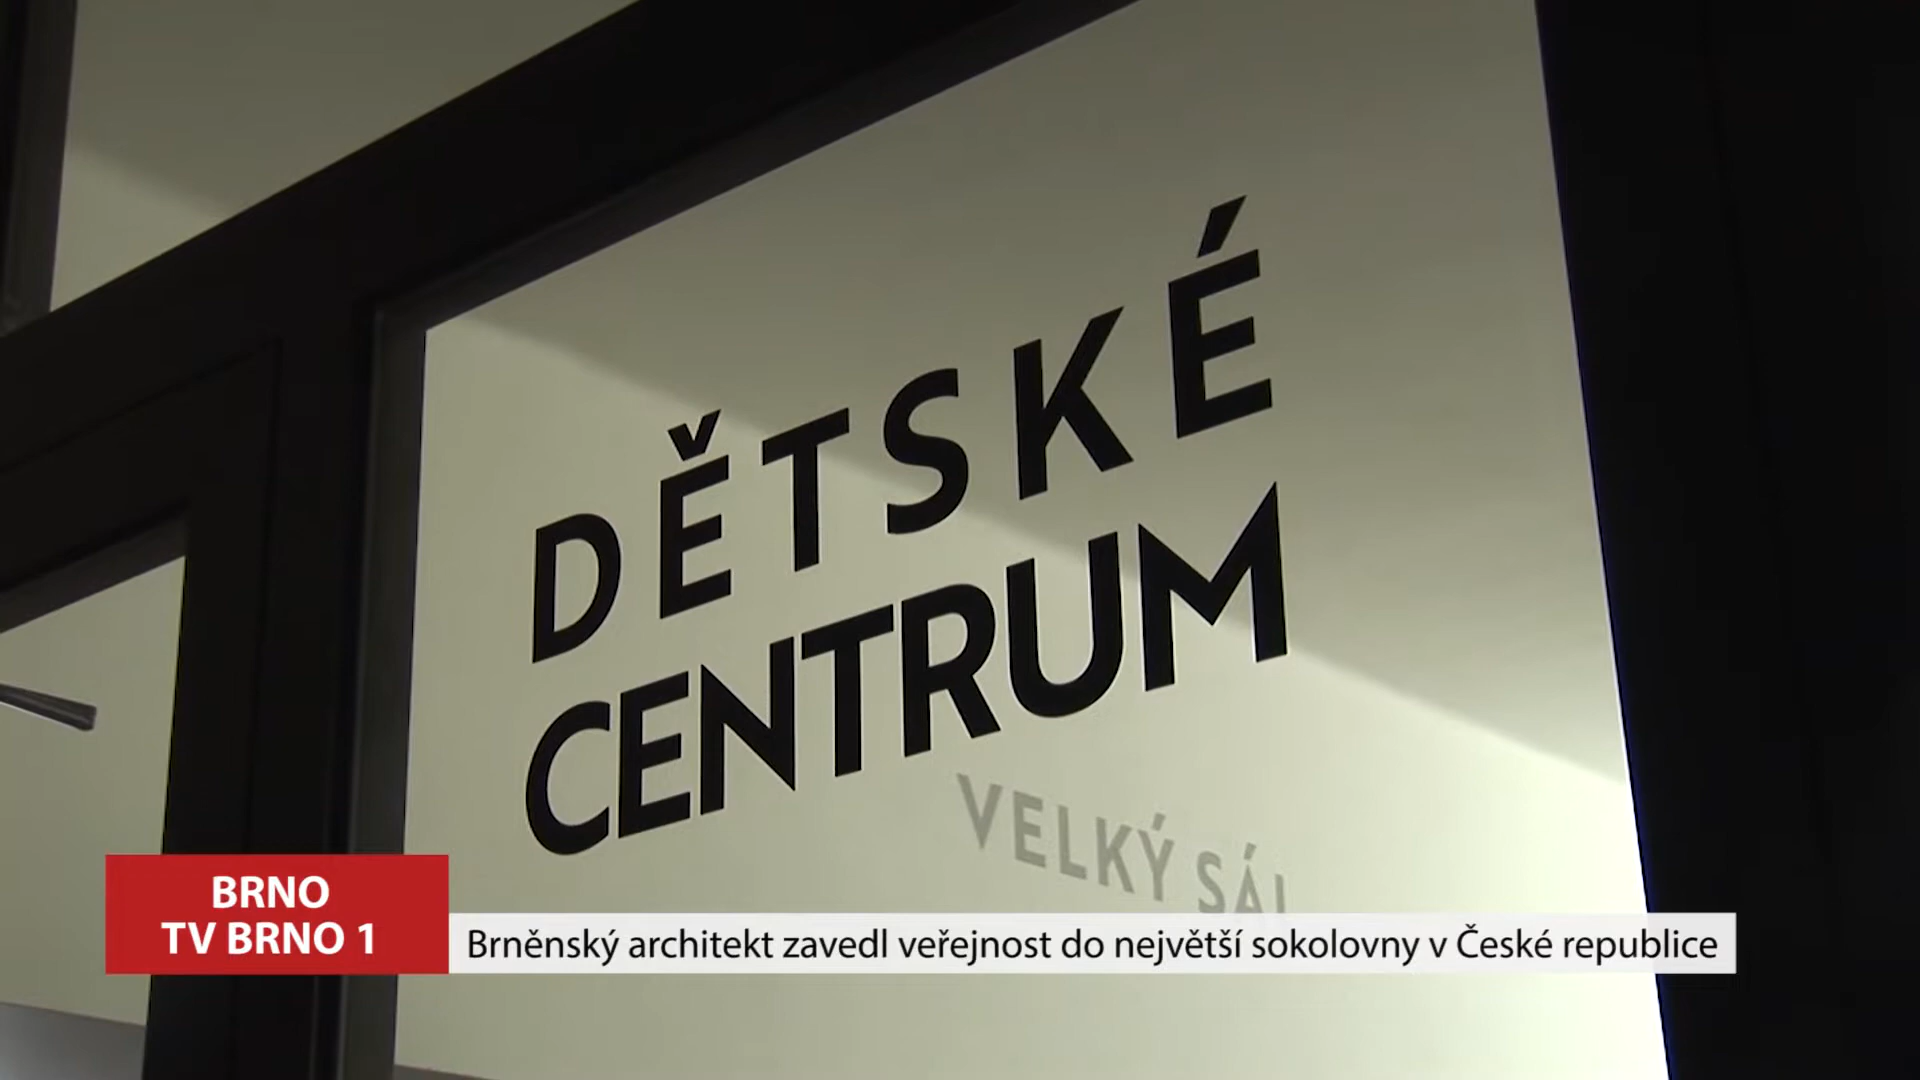 DĚTSKÉ
CENTRUM
VELKÝ SÁL
BRNO
TV BRNO 1
Brněnský architekt zavedl veřejnost do největší sokolovny v České republice